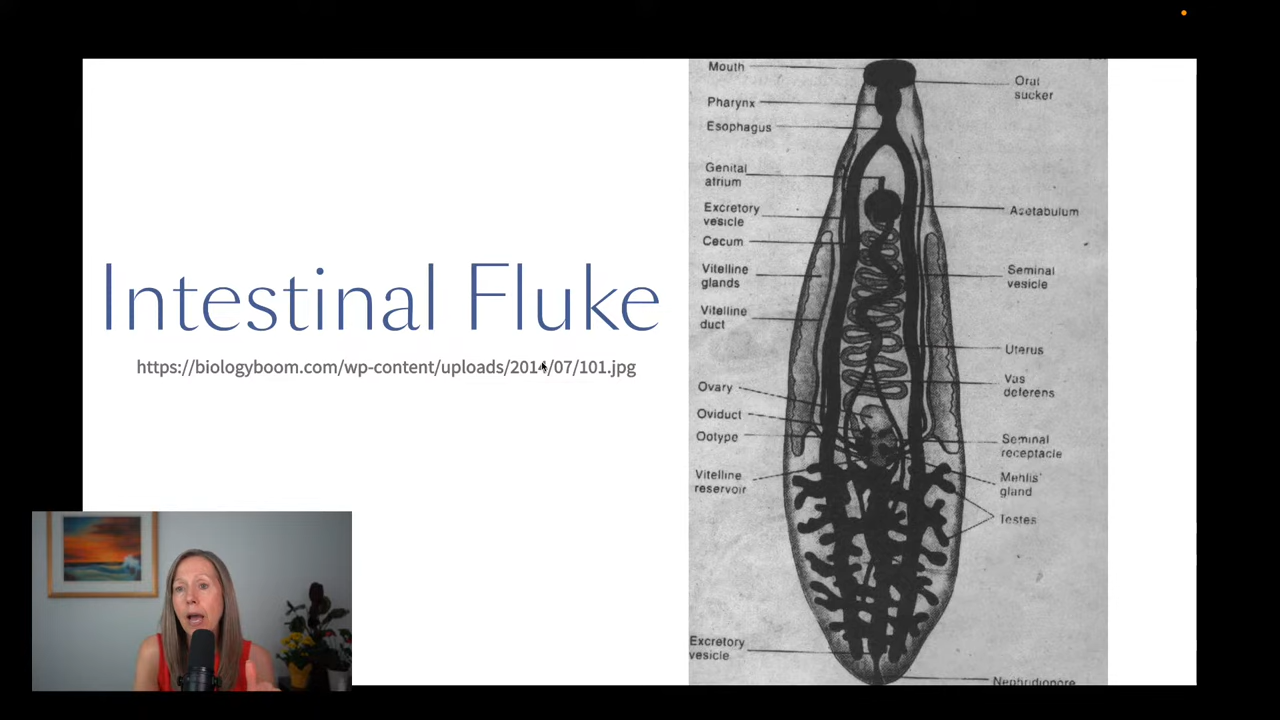 Intestinal Fluke
https://biologyboom.com/wp-content/uploads/2014/07/101.jpg
Mouth
Pharynx
Esophagus
Genital
atrium
Excretory
vesicle
Cecum
Vitelline
glands
Vitelline
duct
Ovary
Oviduct
Ootype
Vitelline
reservoir
Excretory
vesicle
Oral
sucker
Acetabulum
Seminal
vesicle
Uterus
Vas
deferens
Seminal
receptacle
Mehlis'
gland
Testes